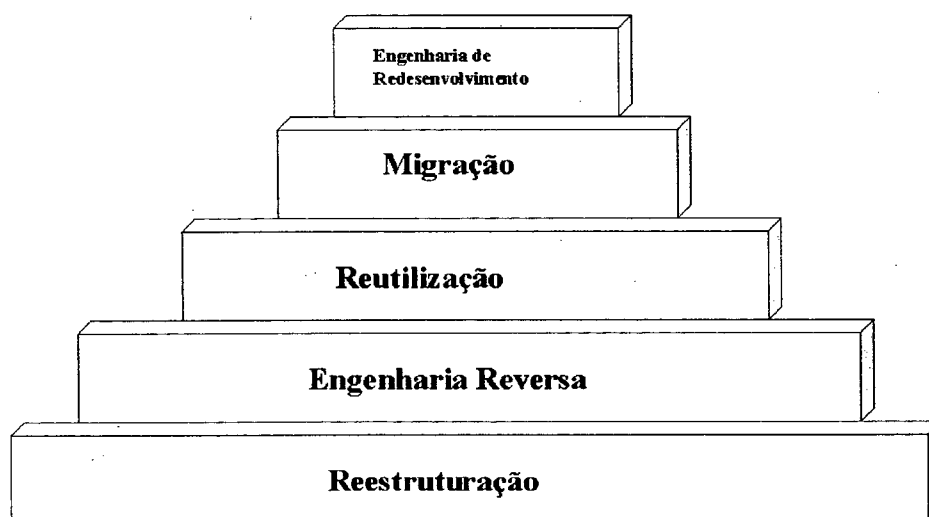 Engenharia de
Redesenvolvimento
Migração
Reutilização
Engenharia Reversa
Reestruturação